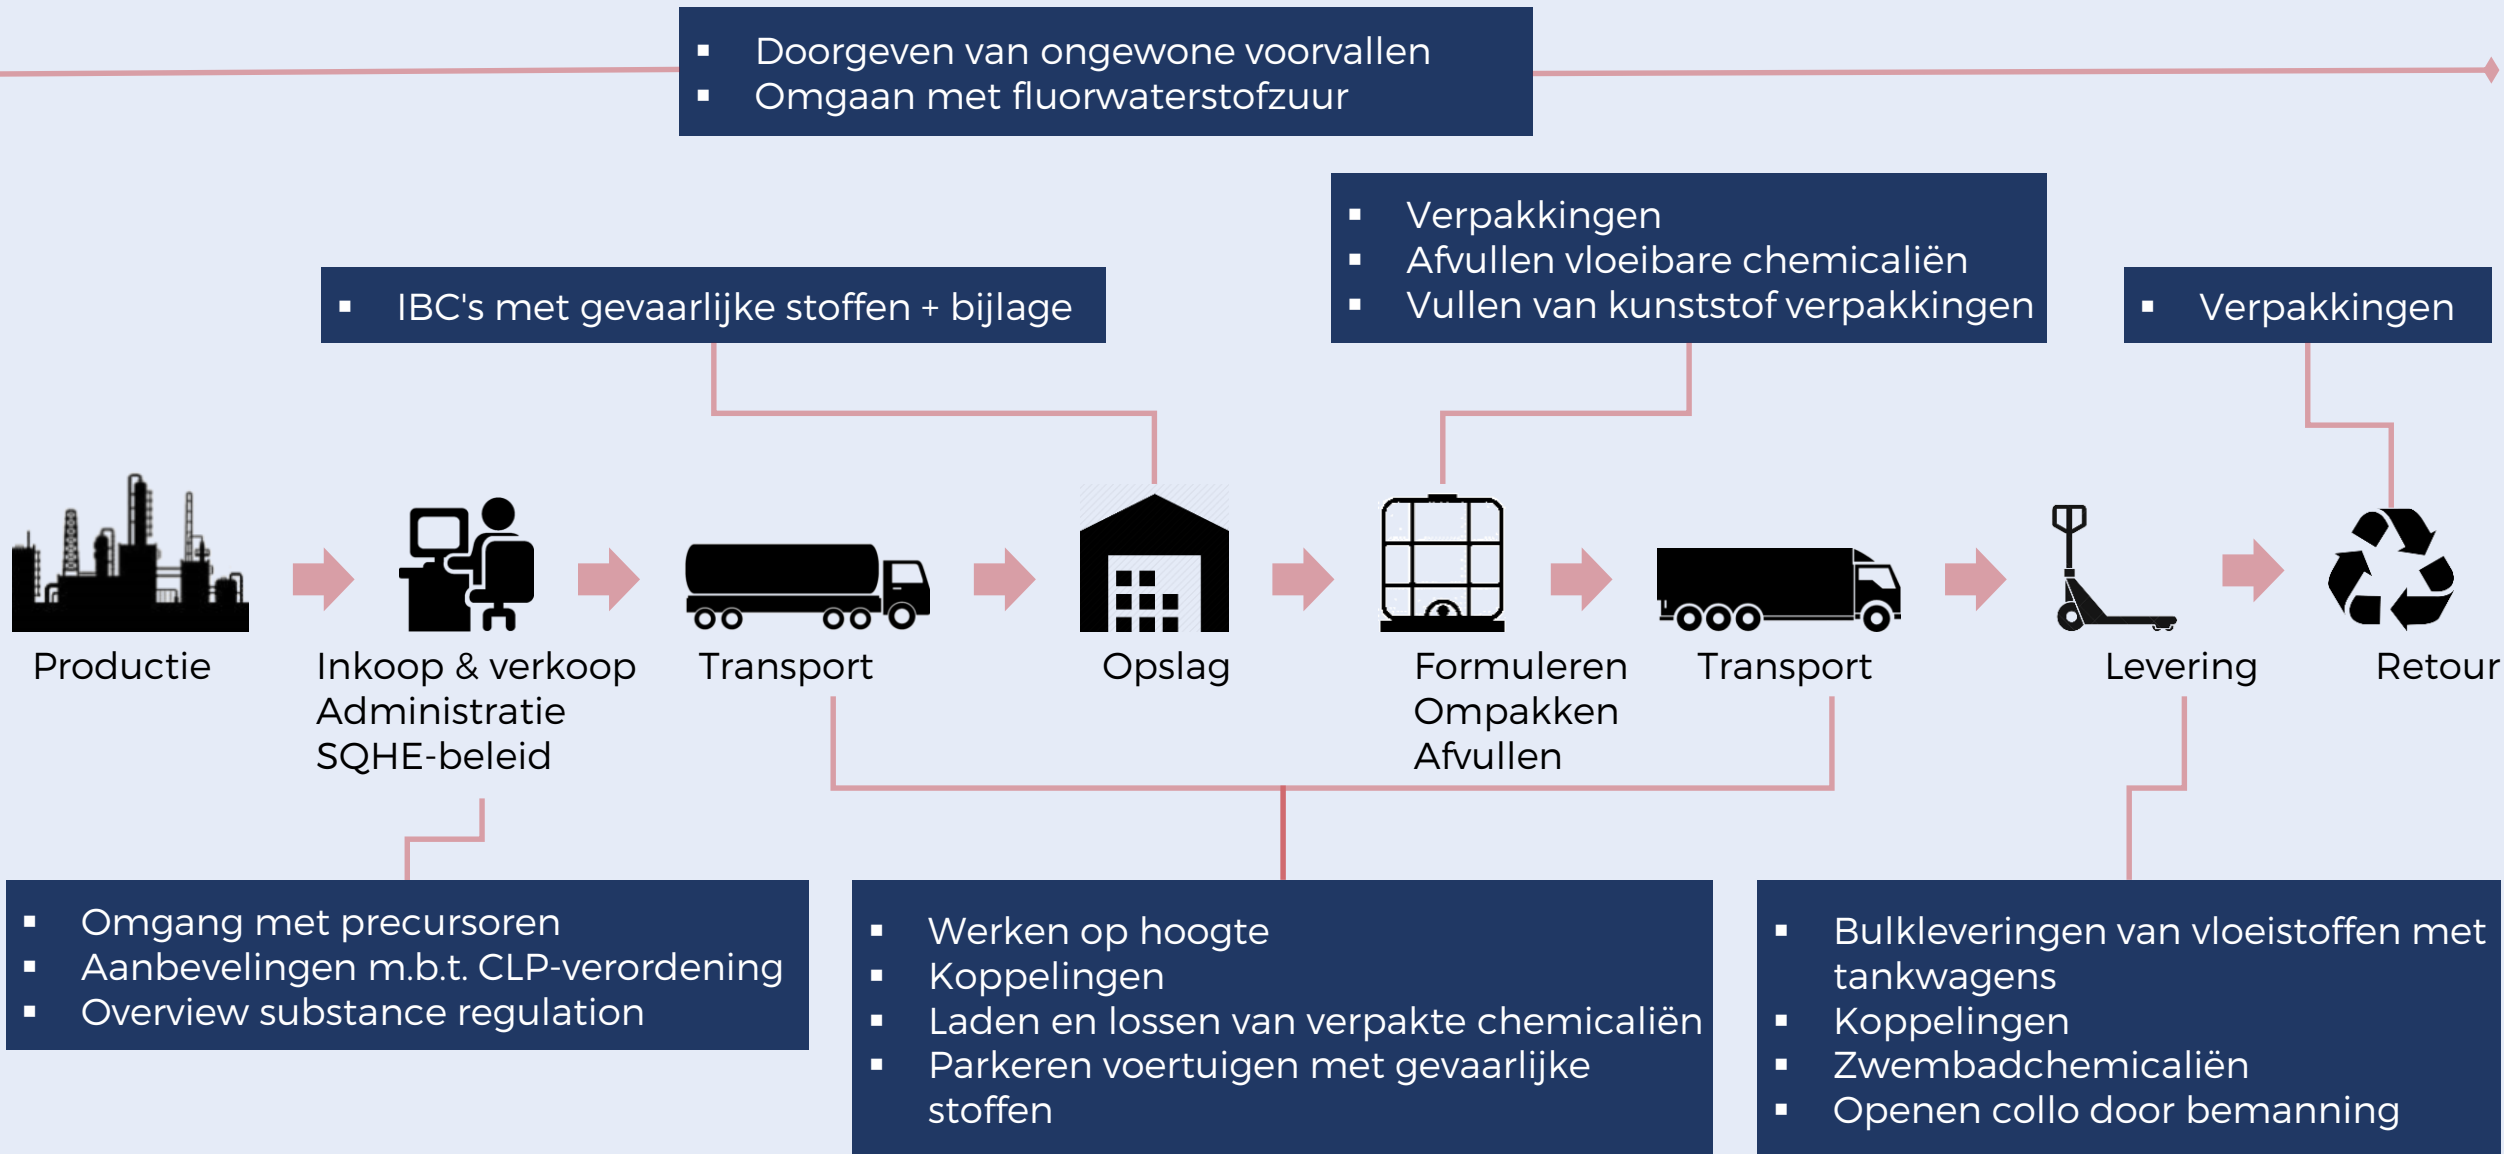 ▪ Doorgeven van ongewone voorvallen
▪ Omgaan met fluorwaterstofzuur
▪ IBC's met gevaarlijke stoffen + bijlage
▪ Verpakkingen
▪ Afvullen vloeibare chemicaliën
▪ Vullen van kunststof verpakkingen
▪ Verpakkingen
Productie
Inkoop & verkoop
Administratie
SQHE-beleid
Transport
Opslag
Formuleren
Ompakken
Afvullen
Transport
Levering
Retour
▪ Omgang met precursoren
▪ Aanbevelingen m.b.t. CLP-verordening
▪ Overview substance regulation
▪ Werken op hoogte
▪ Koppelingen
▪ Laden en lossen van verpakte chemicaliën
▪ Parkeren voertuigen met gevaarlijke
stoffen
▪ Bulkleveringen van vloeistoffen met
tankwagens
▪ Koppelingen
▪ Zwembadchemicaliën
▪ Openen collo door bemanning